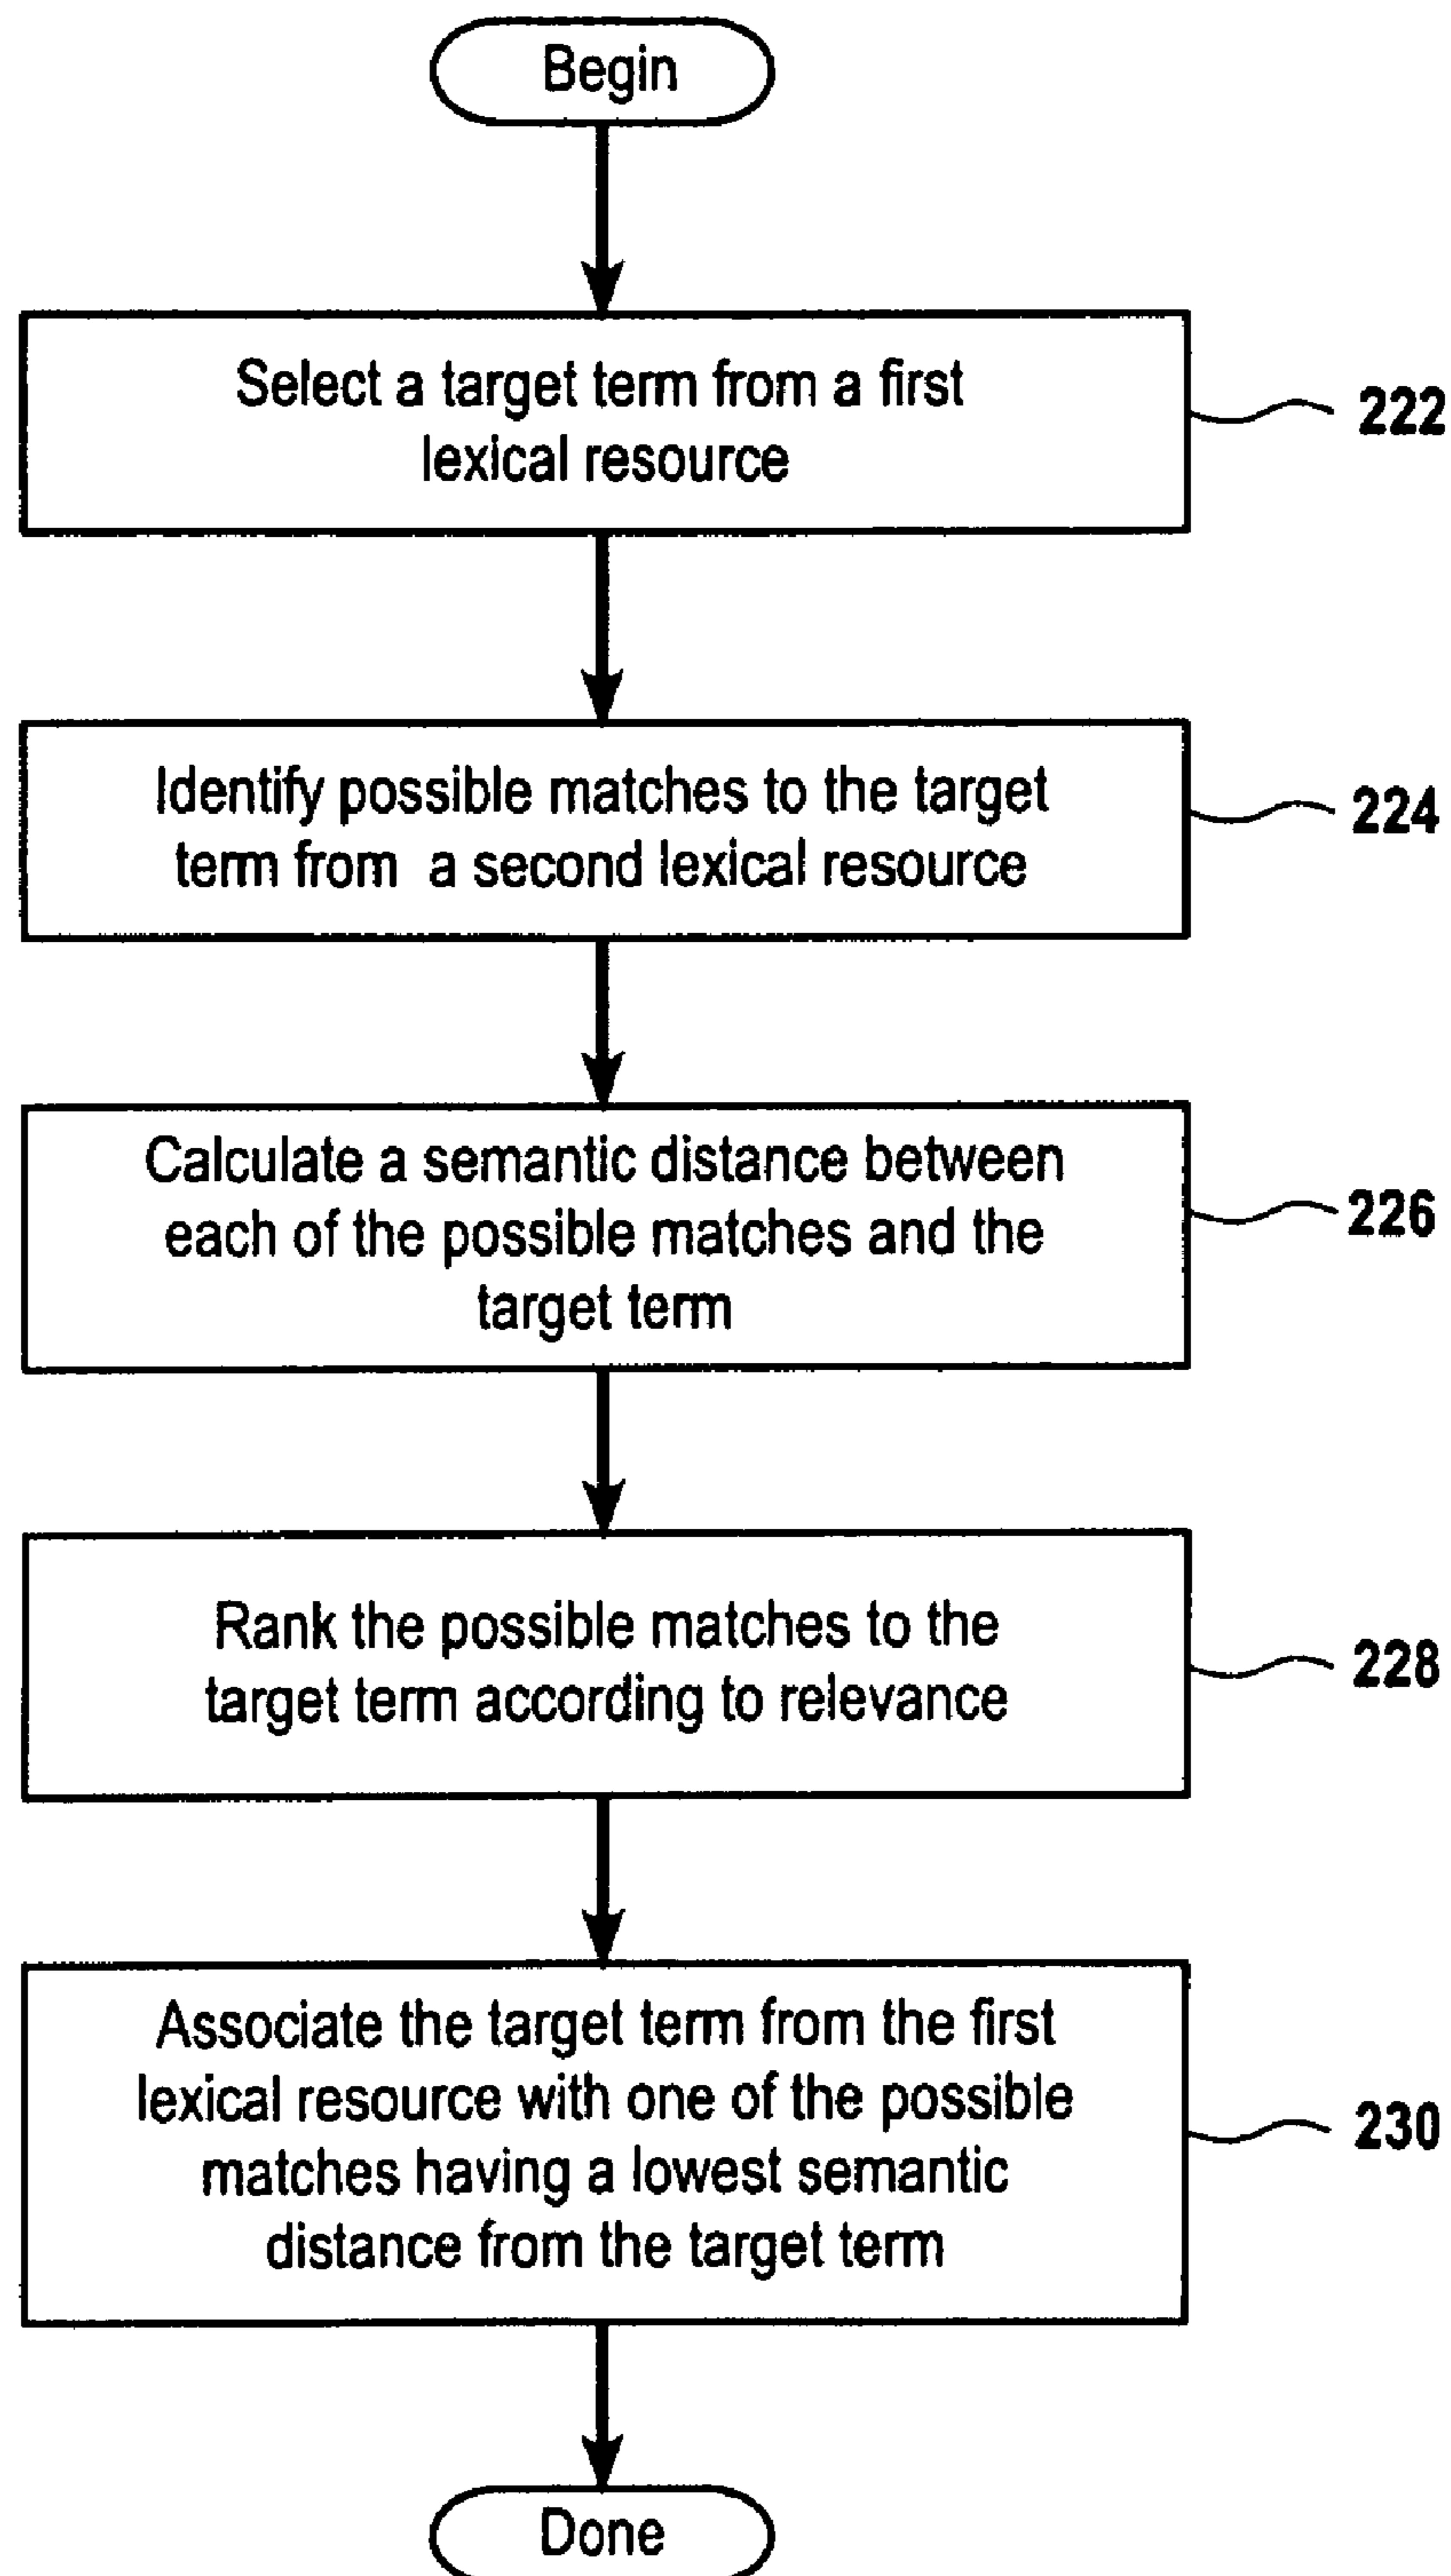 Begin
Select a target term from a first
lexical resource
222
Identify possible matches to the target
term from a second lexical resource
224
Calculate a semantic distance between
each of the possible matches and the
target term
226
Rank the possible matches to the
target term according to relevance
228
Associate the target term from the first
lexical resource with one of the possible
matches having a lowest semantic
distance from the target term
230
Done